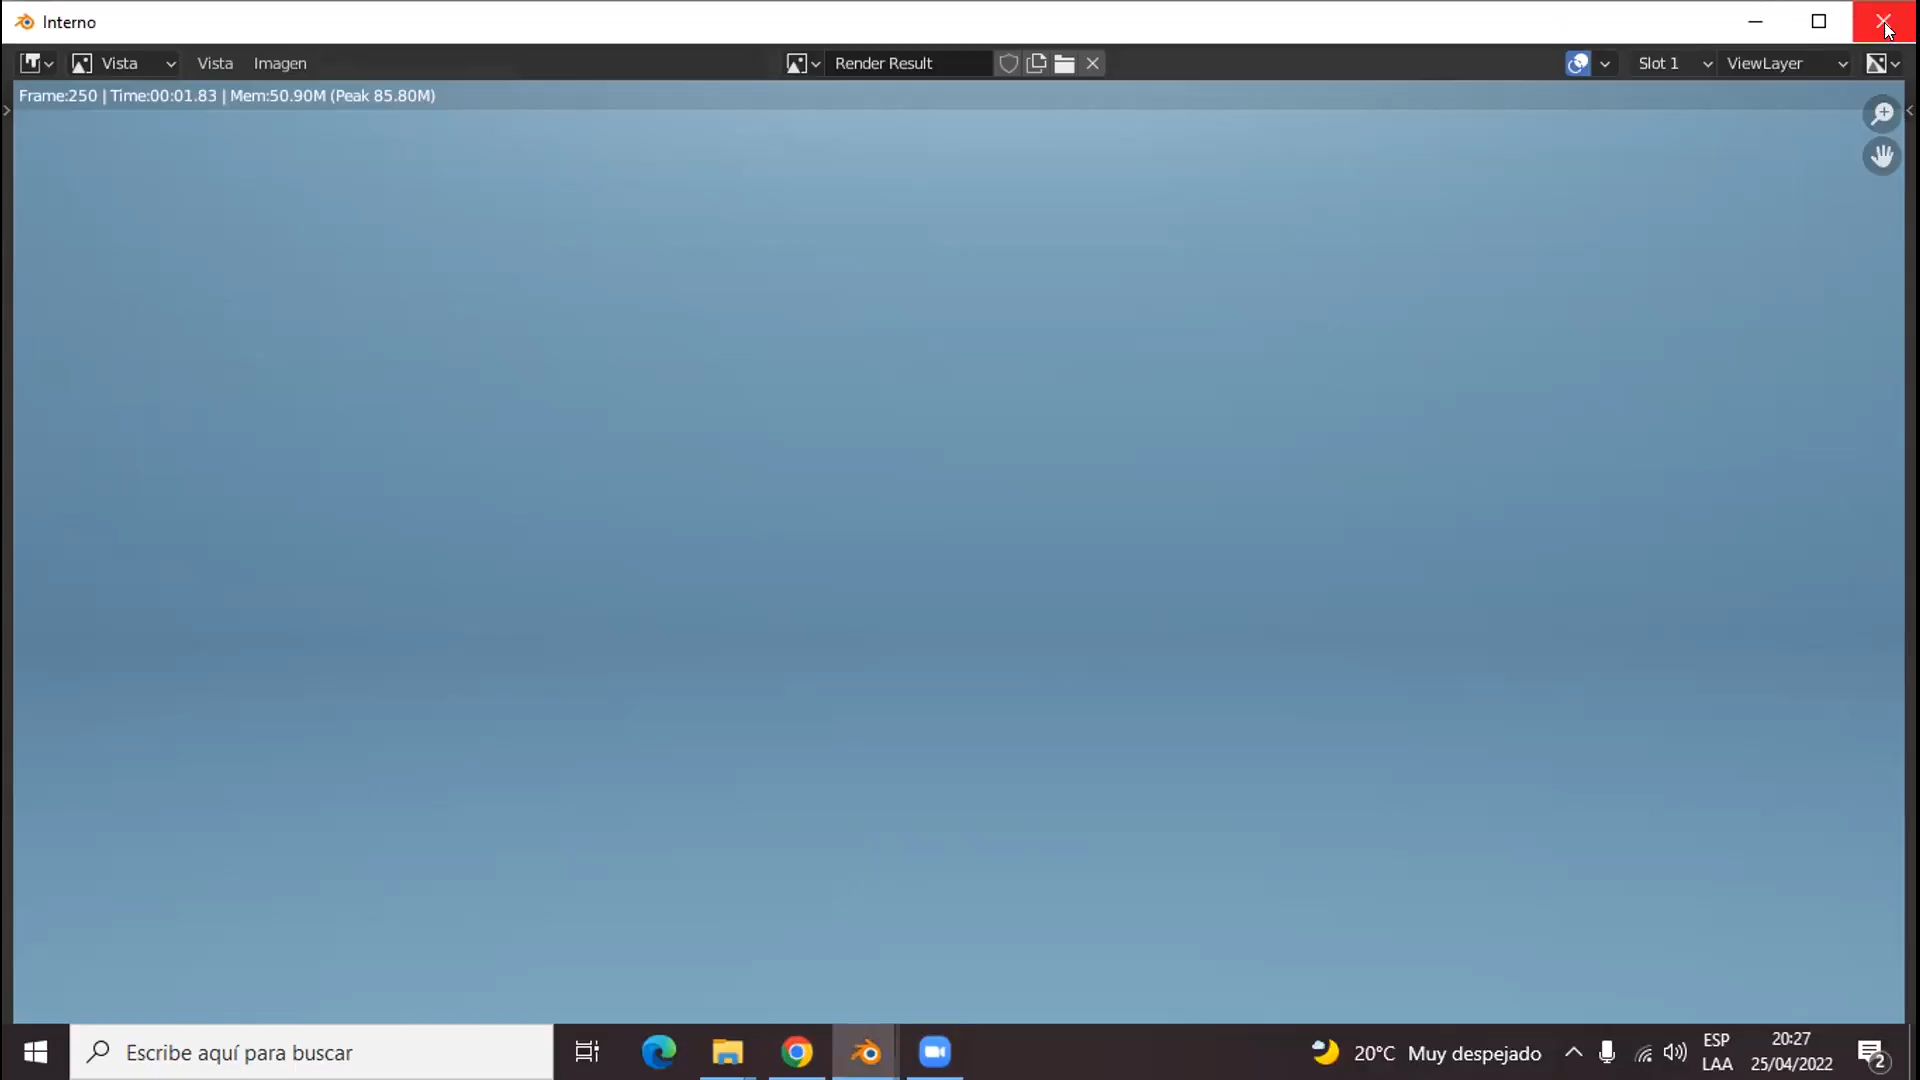 Interno
Vista Vista Imagen Render Result Slot 1 ViewLayer
Frame:250 | Time:00:01.83 | Mem:50.90M (Peak 85.80M)
Escribe aquí para buscar
20°C Muy despejado
ESP
LAA
20:27
25/04/2022
2